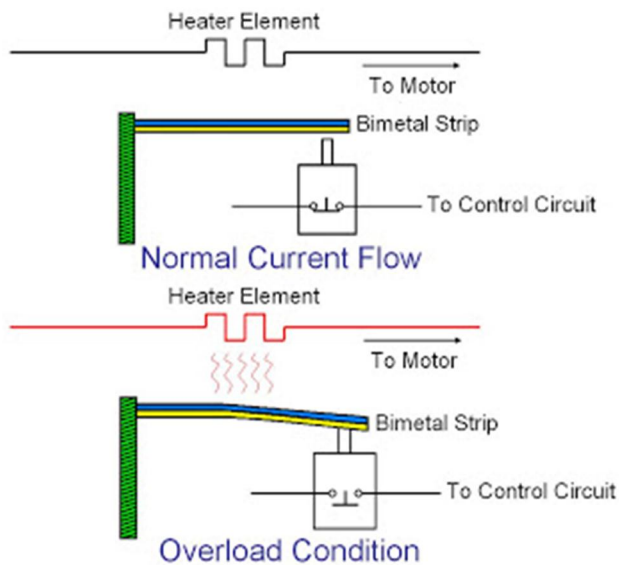 Heater Element
To Motor
Bimetal Strip
To Control Circuit
Normal Current Flow
Heater Element
To Motor
Bimetal Strip
To Control Circuit
Overload Condition